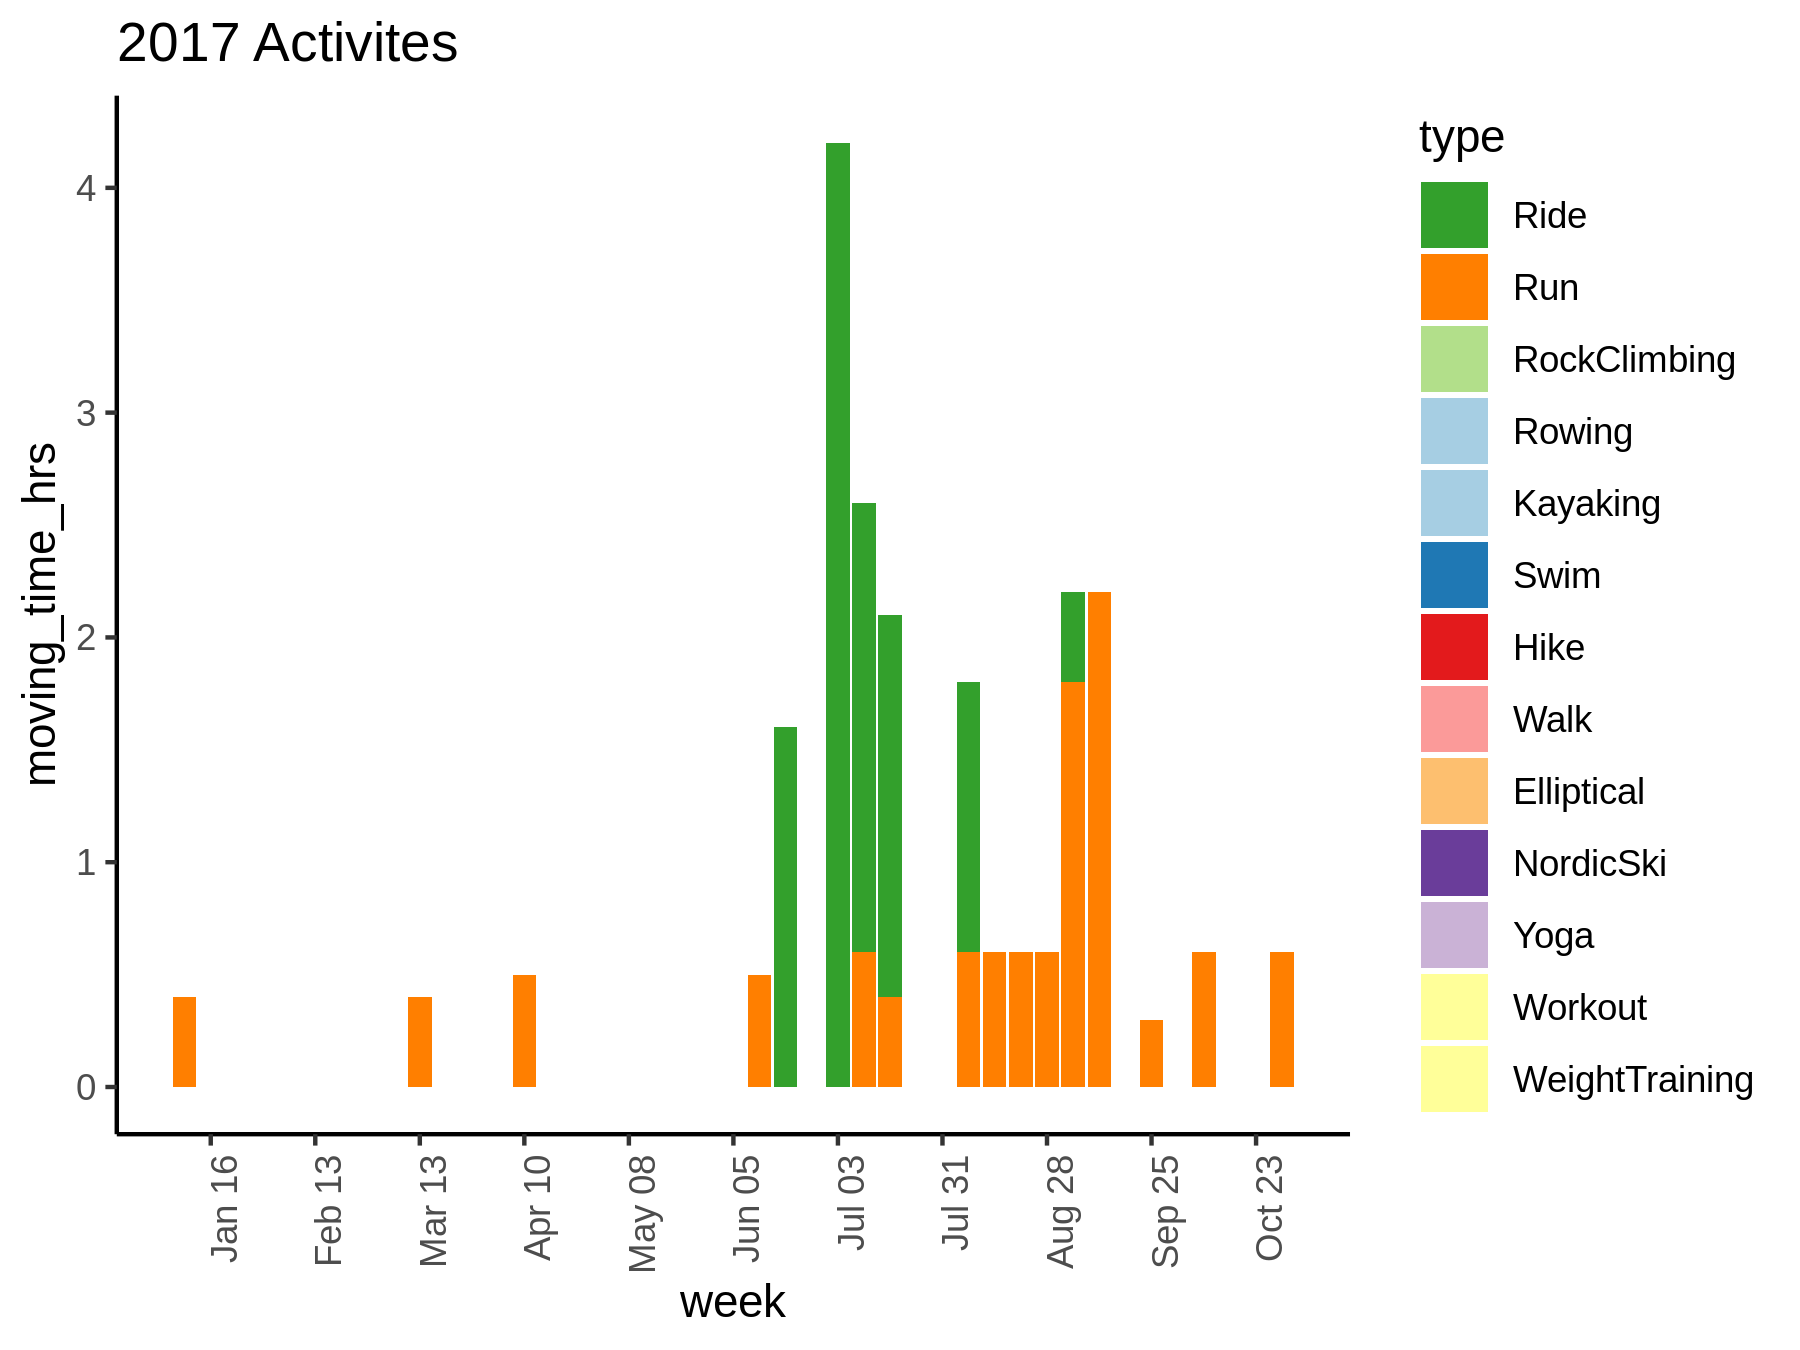 2017 Activites
moving_time_hrs
4
3
2
1
0
Jan 16
Feb 13
Mar 13
Apr 10
May 08
Jun 05
Jul 03
Jul 31
Aug 28
Sep 25
Oct 23
week
type
Ride
Run
RockClimbing
Rowing
Kayaking
Swim
Hike
Walk
Elliptical
NordicSki
Yoga
Workout
WeightTraining